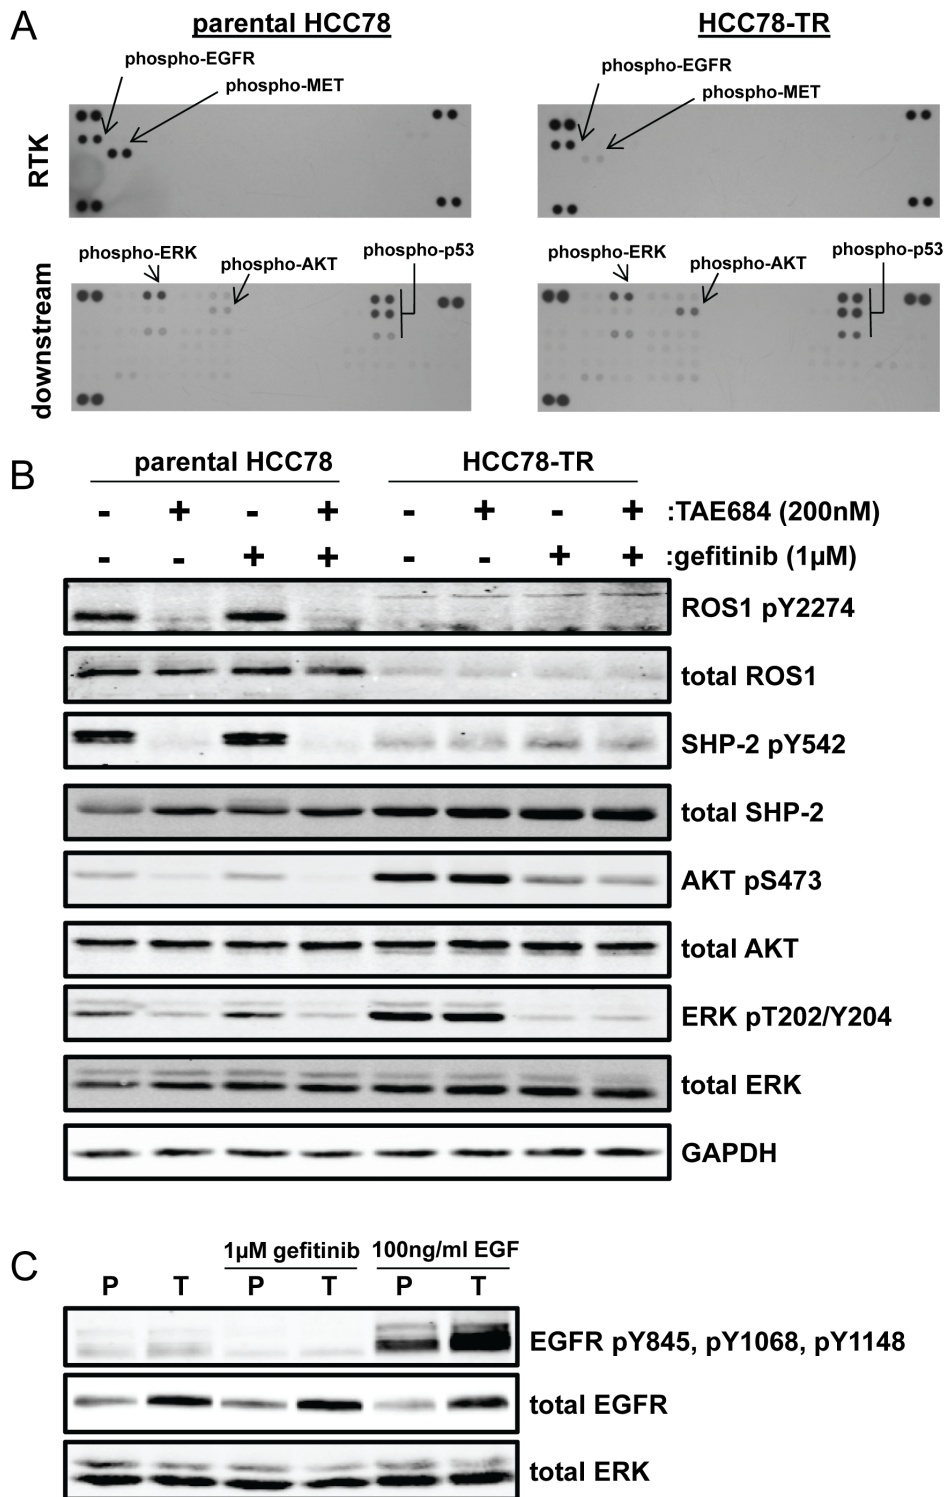 A
parental HCC78
HCC78-TR
phospho-EGFR
phospho-MET
phospho-EGFR
phospho-MET
RTK
phospho-ERK
phospho-AKT
phospho-p53
phospho-ERK
phospho-AKT
phospho-p53
downstream
B
parental HCC78
HCC78-TR
- + - + - + - + :TAE684 (200nM)
- - + + - - + + :gefitinib (1µM)
ROS1 pY2274
total ROS1
SHP-2 pY542
total SHP-2
AKT pS473
total AKT
ERK pT202/Y204
total ERK
GAPDH
C
1µM gefitinib 100ng/ml EGF
P T P T P T
EGFR pY845, pY1068, pY1148
total EGFR
total ERK